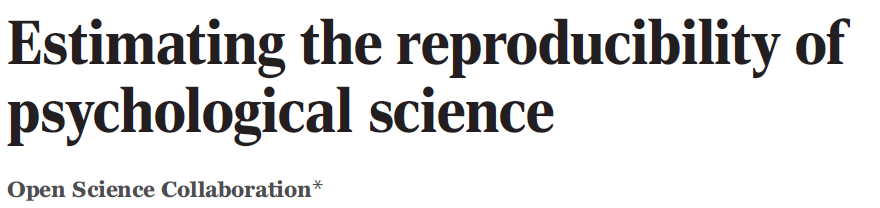 Estimating the reproducibility of
psychological science
Open Science Collaboration*